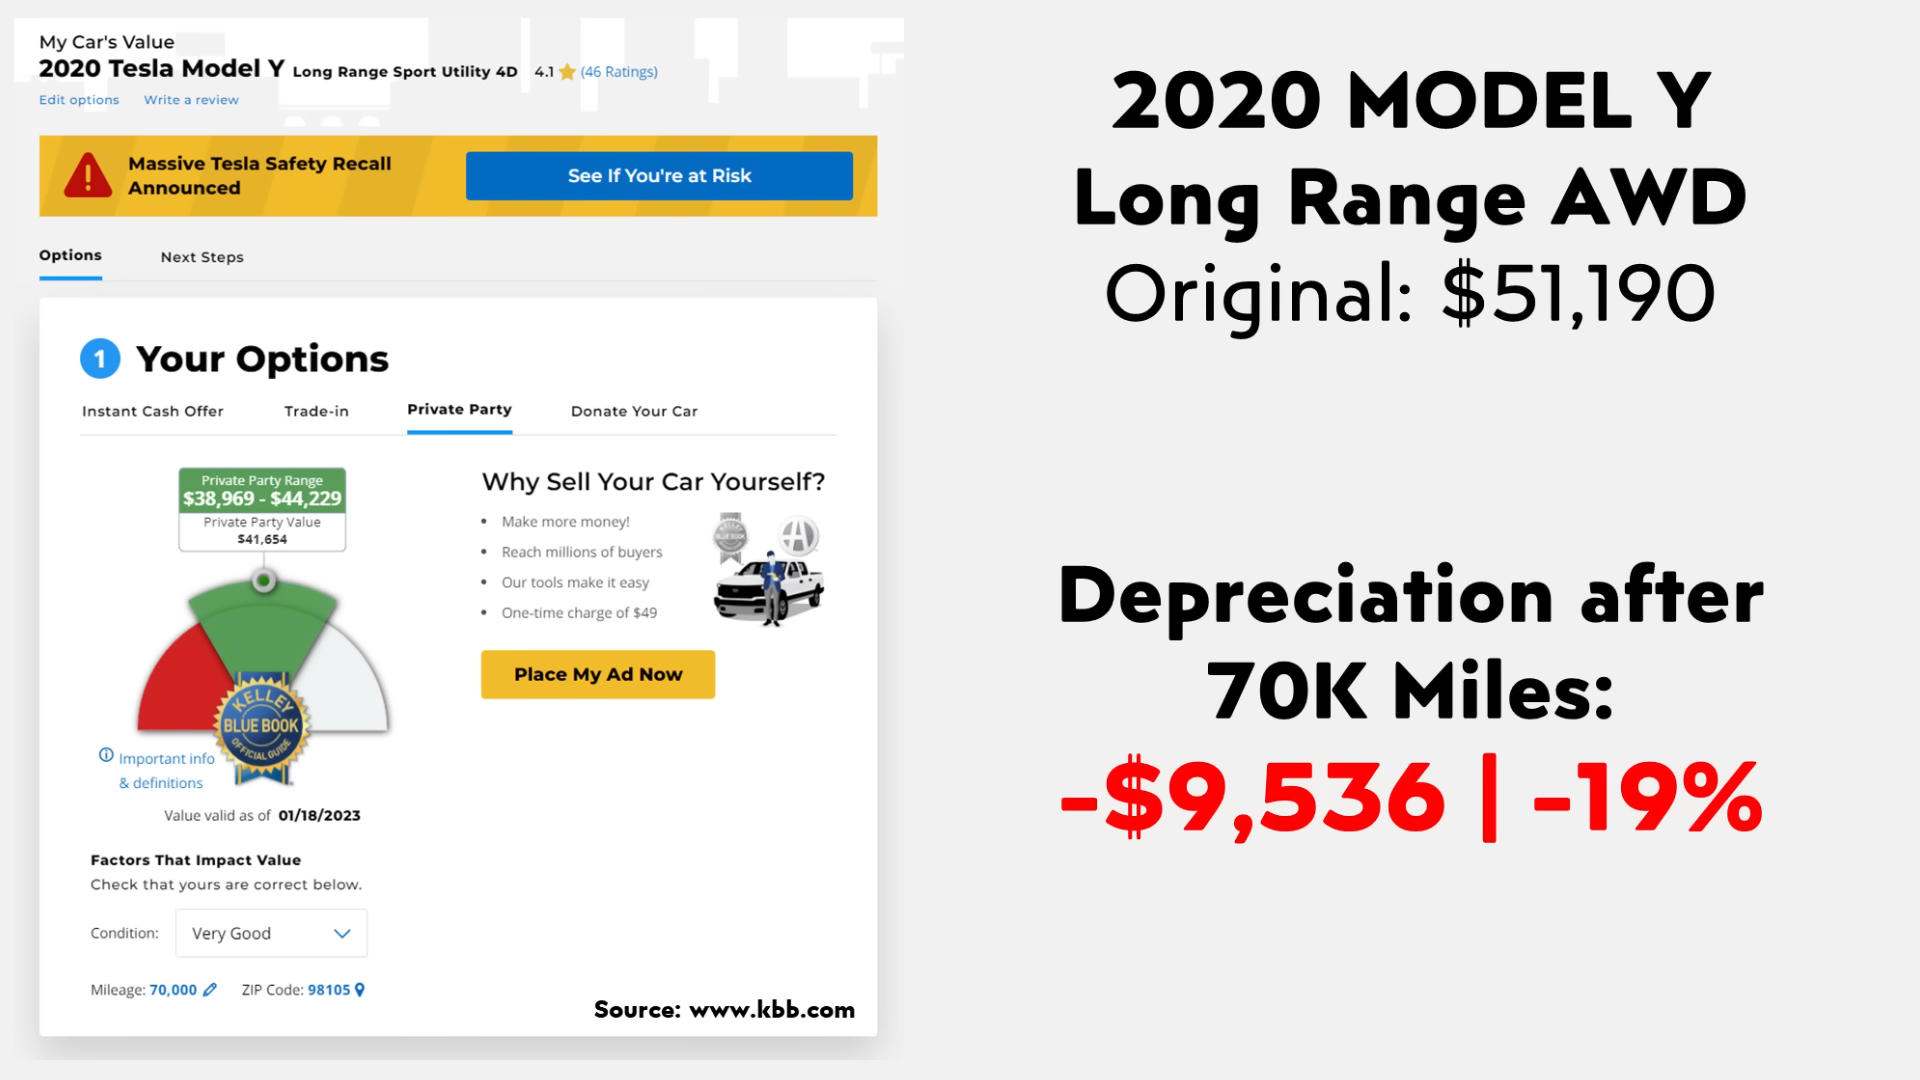 My Car's Value
2020 Tesla Model Y Long Range Sport Utility 4D 4.1 (46 Ratings)
Edit options Write a review
Massive Tesla Safety Recall
Announced
See If You're at Risk
Options Next Steps
1 Your Options
Instant Cash Offer Trade-in Private Party Donate Your Car
Private Party Range
$38,969 - $44,229
Private Party Value
$41,654
KELLEY
BLUE BOOK
OFFICIAL GUIDE
Important info
& definitions
Value valid as of 01/18/2023
Why Sell Your Car Yourself?
• Make more money!
• Reach millions of buyers
• Our tools make it easy
• One-time charge of $49
KELLEY
BLUE BOOK
Place My Ad Now
Factors That Impact Value
Check that yours are correct below.
Condition: Very Good
Mileage: 70,000 ZIP Code: 98105
Source: www.kbb.com
2020 MODEL Y
Long Range AWD
Original: $51,190
Depreciation after
70K Miles:
-$9,536 | -19%